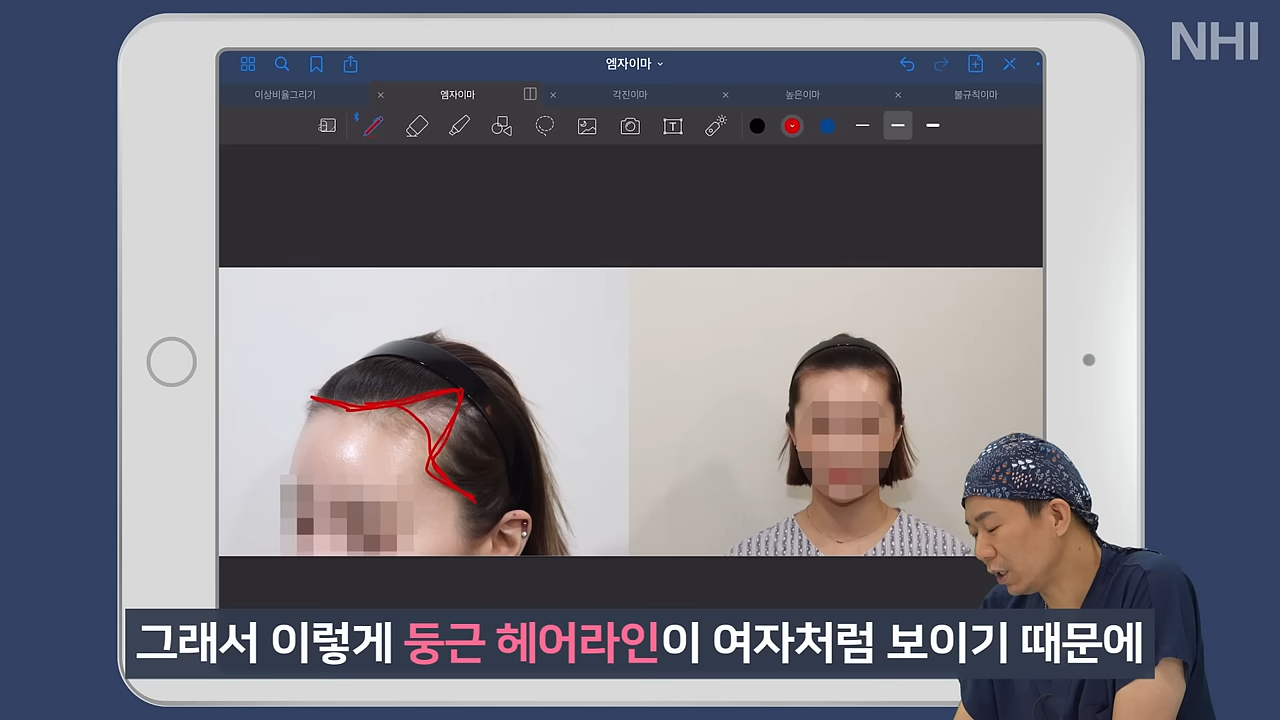 NHI
엠자이마
이상비율그리기
엠자이마
각진이마
높은이마
불규칙이마
T
그래서 이렇게 둥근 헤어라인이 여자처럼 보이기 때문에